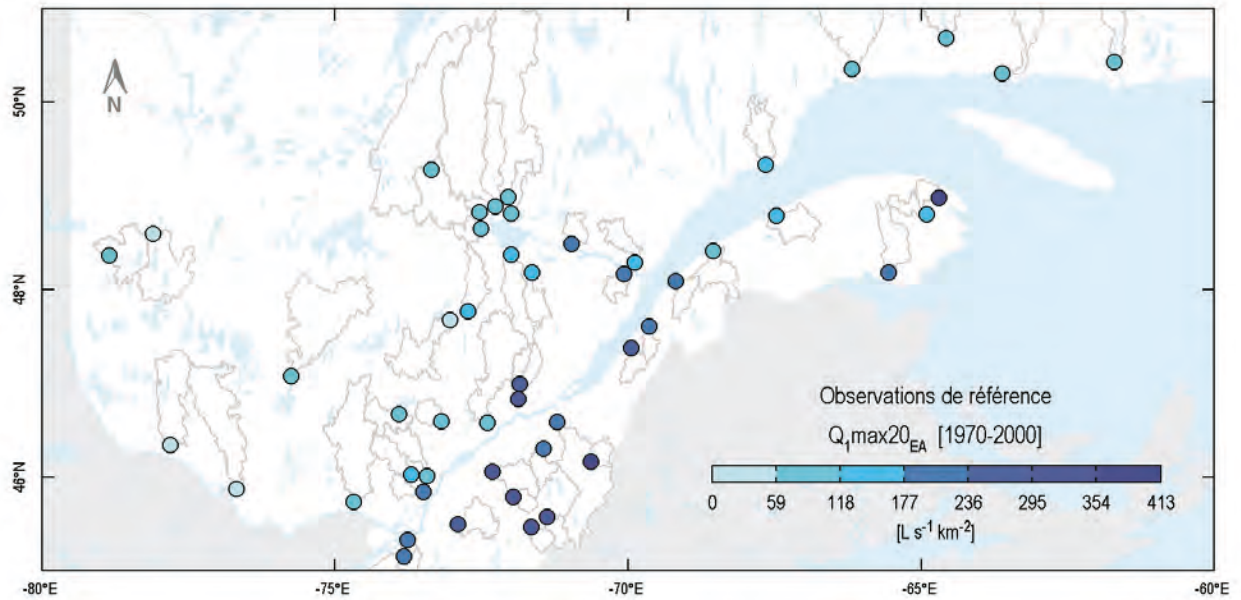 N
50°N
48°N
46°N
Observations de référence
Q₁max20EA [1970-2000]
0 59 118 177 236 295 354 413
[L s⁻¹ km⁻²]
-80°E -75°E -70°E -65°E -60°E